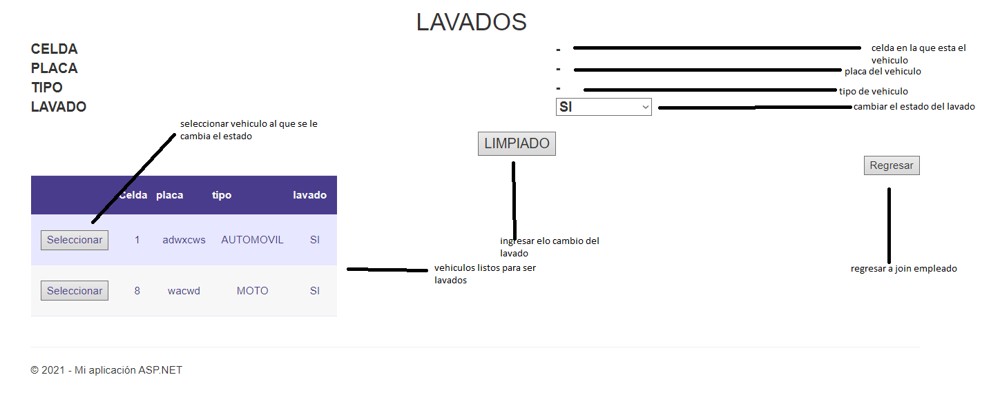 LAVADOS
CELDA
-
celda en la que esta el
vehiculo
PLACA
-
placa del vehiculo
TIPO
-
tipo de vehiculo
LAVADO
SI
cambiar el estado del lavado
seleccionar vehiculo al que se le
cambia el estado
LIMPIADO
Regresar
Celda placa tipo lavado
Seleccionar 1 adwxcws AUTOMOVIL SI
Seleccionar 8 wacwd MOTO SI
ingresar elo cambio del
lavado
vehiculos listos para ser
lavados
regresar a join empleado
© 2021 - Mi aplicación ASP.NET